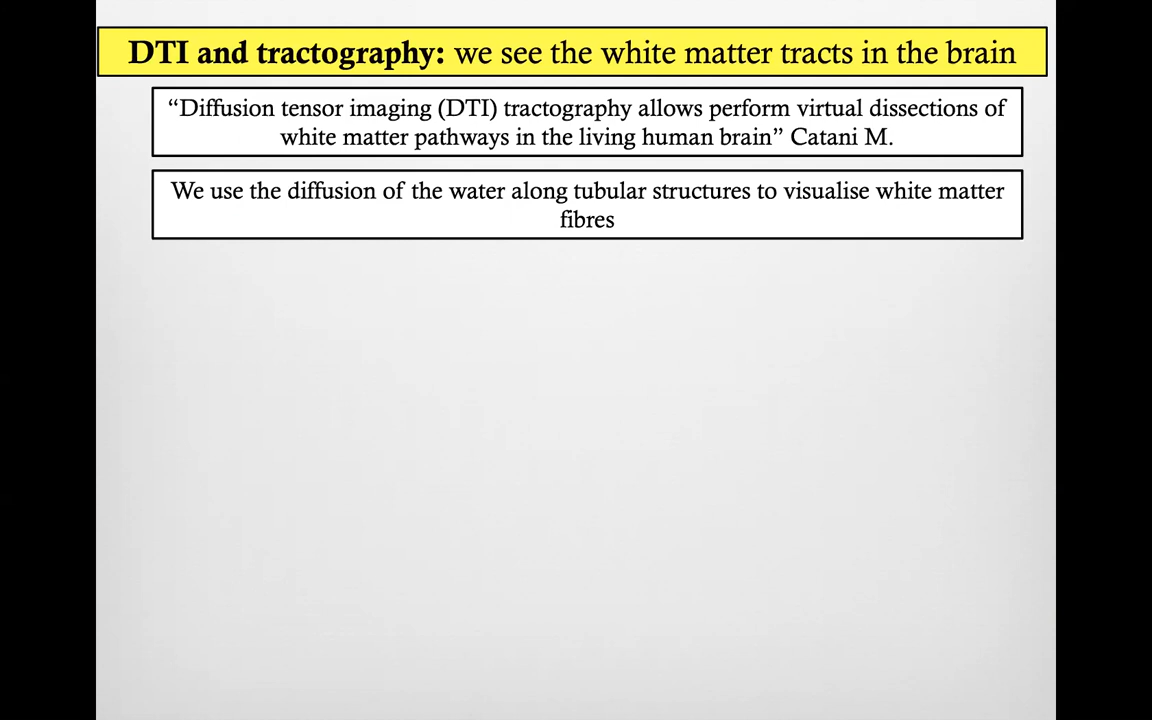 DTI and tractography: we see the white matter tracts in the brain
“Diffusion tensor imaging (DTI) tractography allows perform virtual dissections of
white matter pathways in the living human brain” Catani M.
We use the diffusion of the water along tubular structures to visualise white matter
fibres